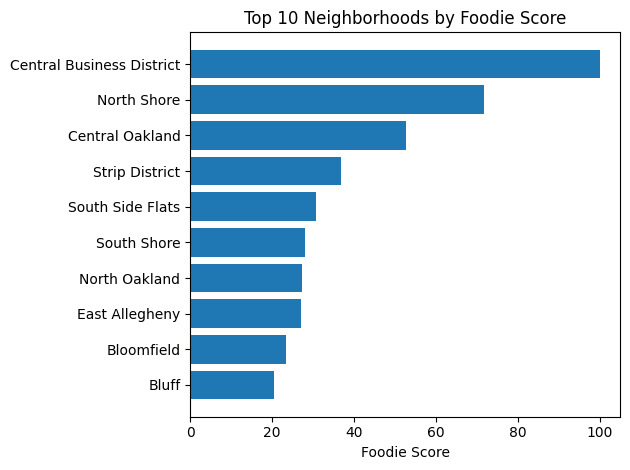 Top 10 Neighborhoods by Foodie Score
Central Business District
North Shore
Central Oakland
Strip District
South Side Flats
South Shore
North Oakland
East Allegheny
Bloomfield
Bluff
0 20 40 60 80 100
Foodie Score